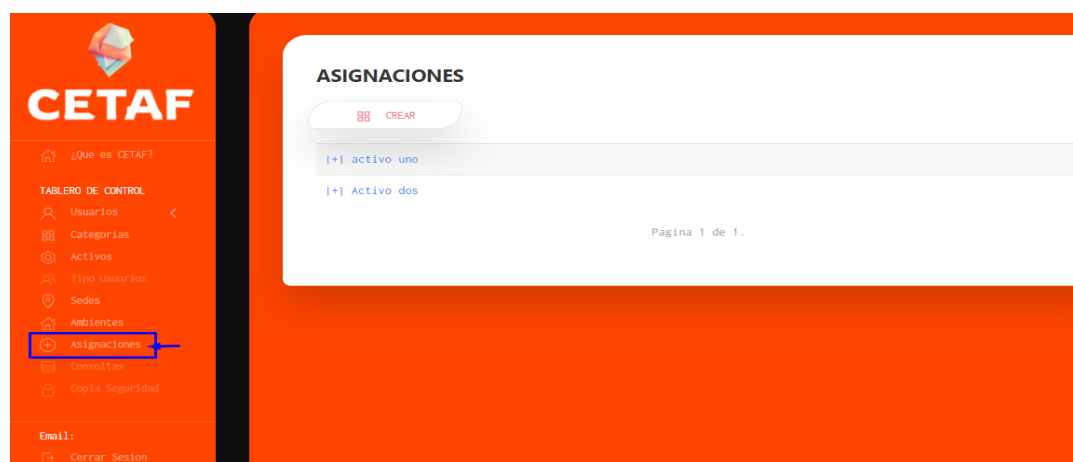 CETAF
¿Que es CETAF?
TABLERO DE CONTROL
Usuarios
Categorias
Activos
Tipo Usuarios
Sedes
Ambientes
Asignaciones
Consultas
Copia Seguridad
Email:
Cerrar Sesion
ASIGNACIONES
CREAR
|+| activo uno
|+| Activo dos
Pagina 1 de 1.